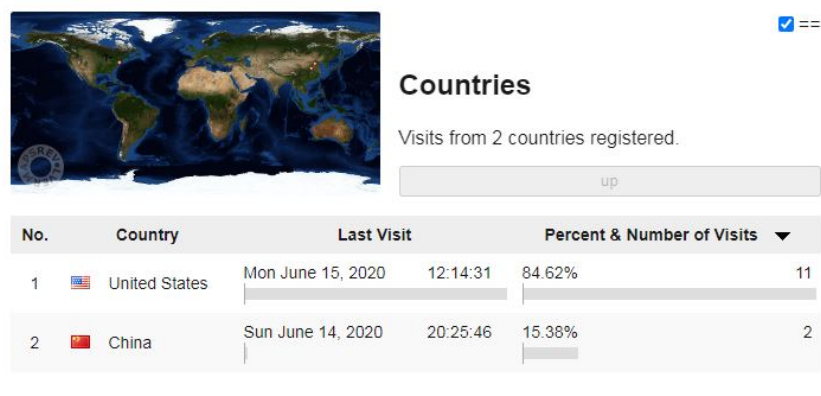 ==
Countries
Visits from 2 countries registered.
up
No. Country Last Visit Percent & Number of Visits
1 United States Mon June 15, 2020 12:14:31 84.62% 11
2 China Sun June 14, 2020 20:25:46 15.38% 2